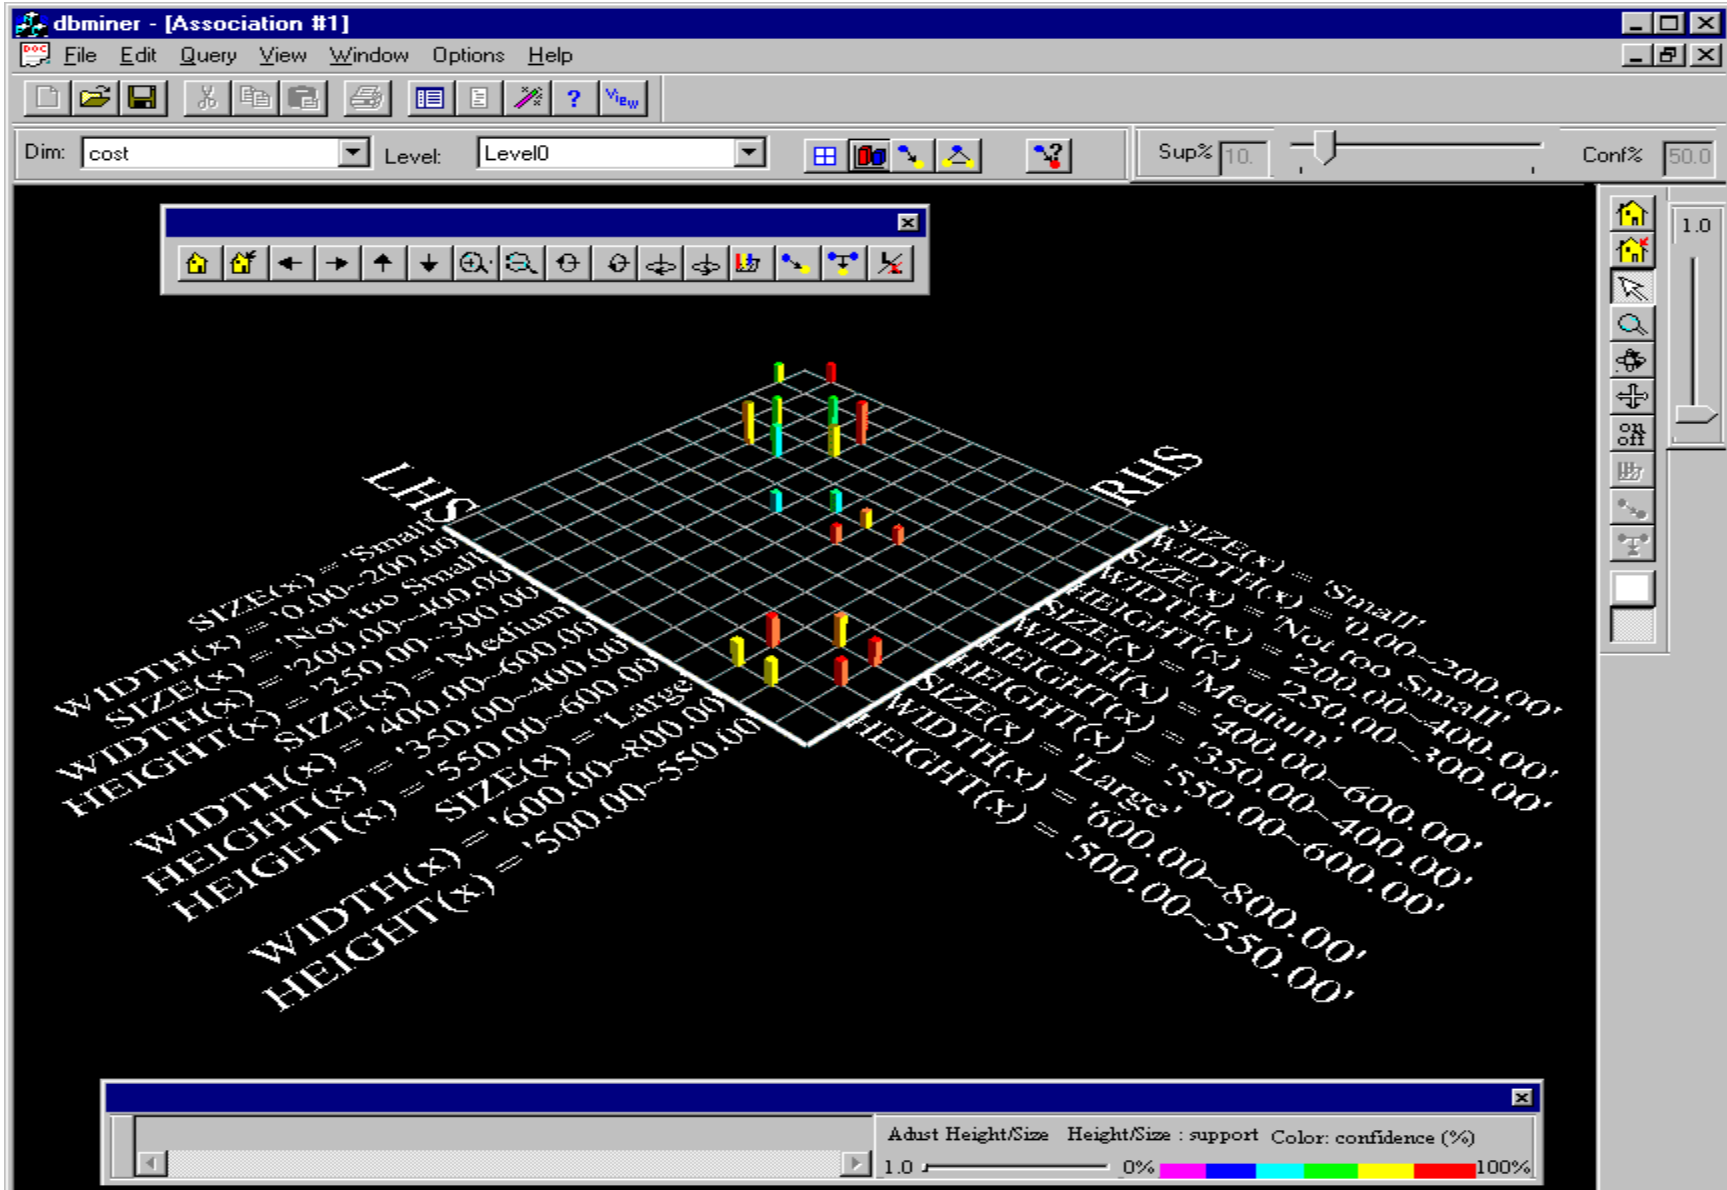 dbminer - [Association #1]
File Edit Query View Window Options Help
? View
Dim: cost Level: Level0 Sup% 10. Conf% 50.0
1.0
on
off
LHS
RHS
SIZE(x) = 'Small'
WIDTH(x) = '0.00~200.00'
SIZE(x) = 'Not too Small'
WIDTH(x) = '200.00~400.00'
HEIGHT(x) = '250.00~300.00'
SIZE(x) = 'Medium'
WIDTH(x) = '400.00~600.00'
HEIGHT(x) = '350.00~400.00'
HEIGHT(x) = '550.00~600.00'
SIZE(x) = 'Large'
WIDTH(x) = '600.00~800.00'
HEIGHT(x) = '500.00~550.00'
SIZE(x) = 'Small'
WIDTH(x) = '0.00~200.00'
SIZE(x) = 'Not too Small'
WIDTH(x) = '200.00~400.00'
HEIGHT(x) = '250.00~300.00'
SIZE(x) = 'Medium'
WIDTH(x) = '400.00~600.00'
HEIGHT(x) = '350.00~400.00'
HEIGHT(x) = '550.00~600.00'
SIZE(x) = 'Large'
WIDTH(x) = '600.00~800.00'
HEIGHT(x) = '500.00~550.00'
Adust Height/Size Height/Size : support Color: confidence (%)
1.0 0% 100%